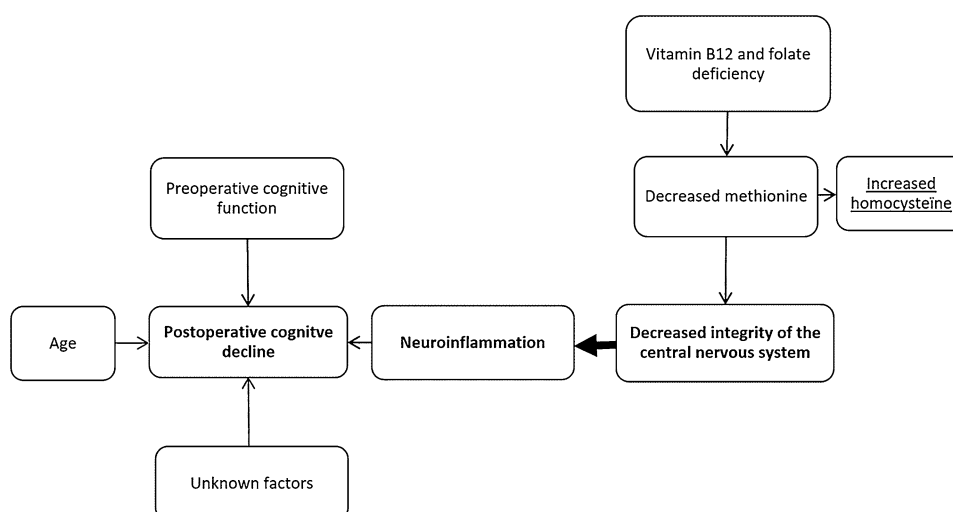 Vitamin B12 and folate
deficiency
Preoperative cognitive
function
Decreased methionine
Increased
homocysteïne
Age
Postoperative cognitve
decline
Neuroinflammation
Decreased integrity of the
central nervous system
Unknown factors